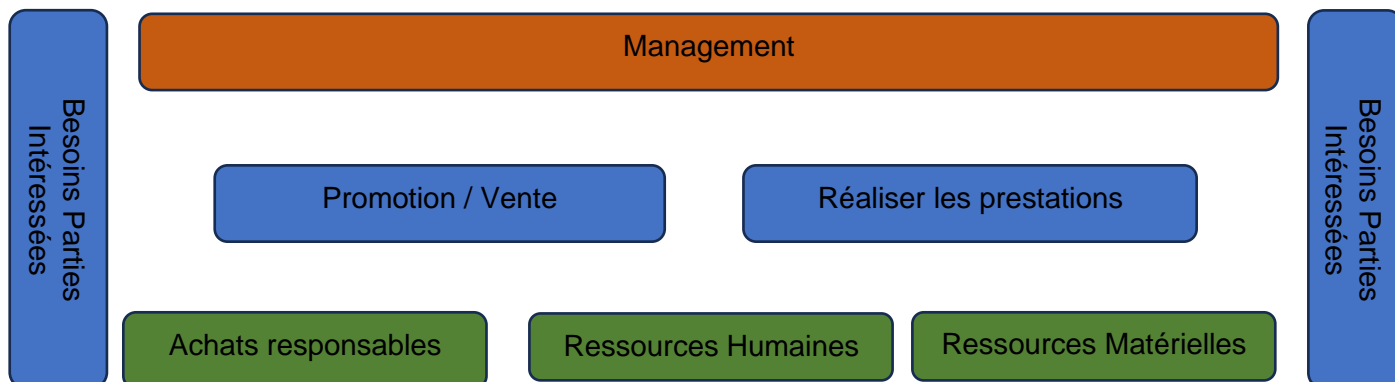 Management
Besoins Parties
Intéressées
Promotion / Vente
Réaliser les prestations
Besoins Parties
Intéressées
Achats responsables
Ressources Humaines
Ressources Matérielles